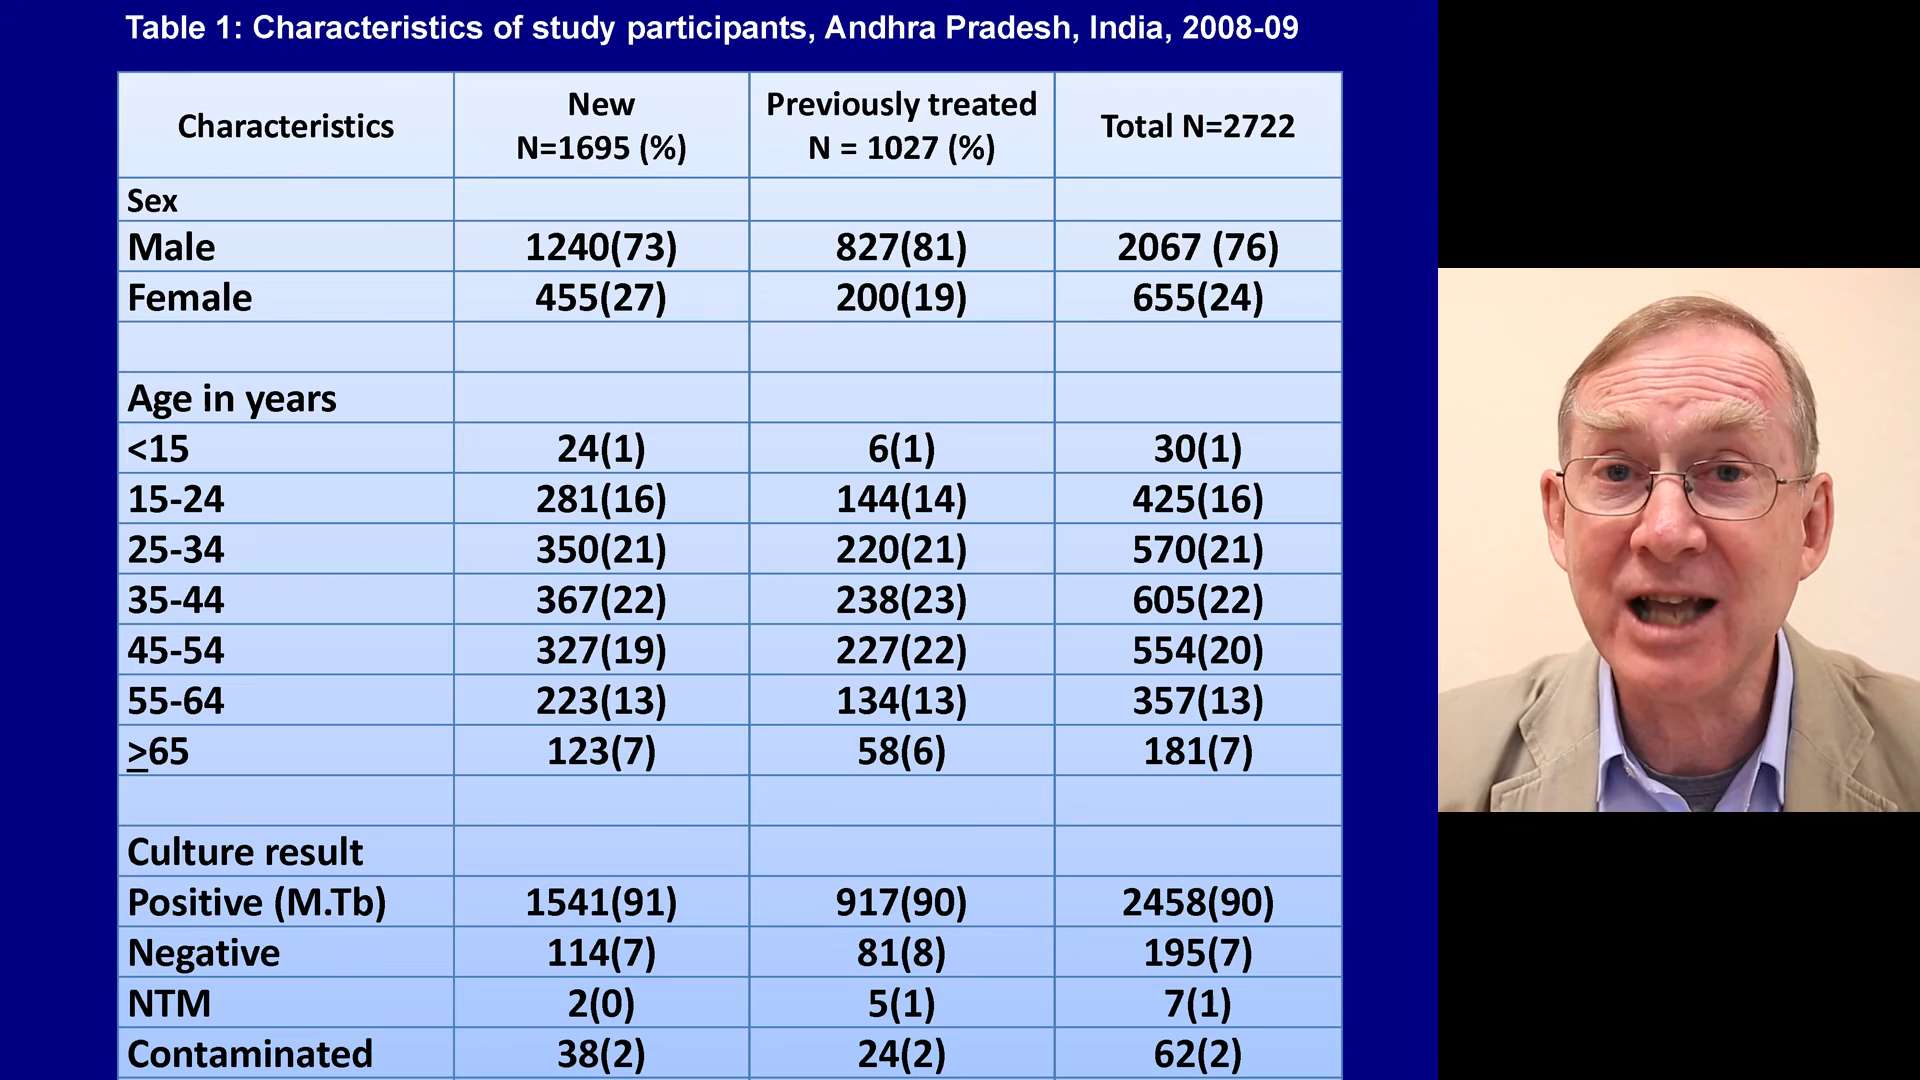 Table 1: Characteristics of study participants, Andhra Pradesh, India, 2008-09
Characteristics New N=1695 (%) Previously treated N = 1027 (%) Total N=2722
Sex
Male 1240(73) 827(81) 2067 (76)
Female 455(27) 200(19) 655(24)
Age in years
<15 24(1) 6(1) 30(1)
15-24 281(16) 144(14) 425(16)
25-34 350(21) 220(21) 570(21)
35-44 367(22) 238(23) 605(22)
45-54 327(19) 227(22) 554(20)
55-64 223(13) 134(13) 357(13)
>65 123(7) 58(6) 181(7)
Culture result
Positive (M.Tb) 1541(91) 917(90) 2458(90)
Negative 114(7) 81(8) 195(7)
NTM 2(0) 5(1) 7(1)
Contaminated 38(2) 24(2) 62(2)